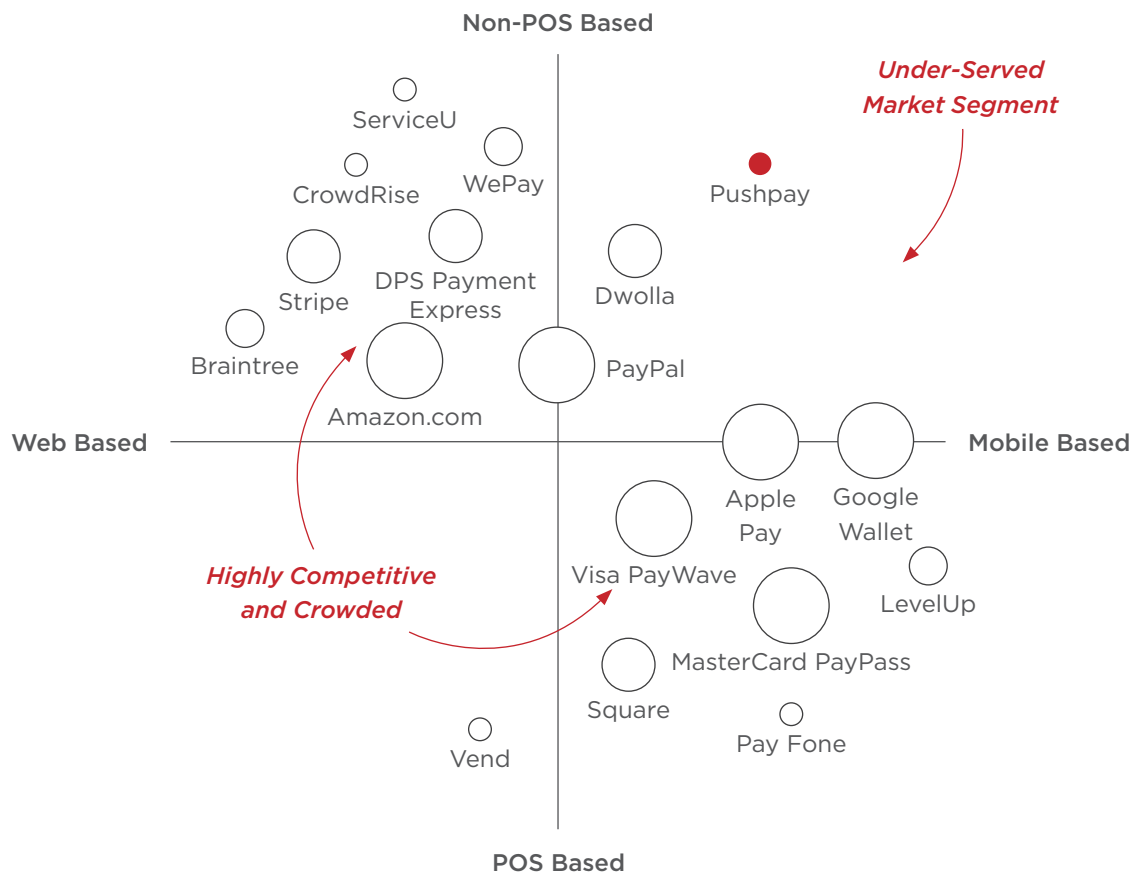 Non-POS Based
Under-Served
Market Segment
ServiceU
WePay
CrowdRise
Pushpay
DPS Payment
Express
Stripe
Dwolla
Braintree
PayPal
Amazon.com
Web Based
Mobile Based
Apple
Pay
Google
Wallet
Highly Competitive
and Crowded
Visa PayWave
LevelUp
MasterCard PayPass
Square
Pay Fone
Vend
POS Based